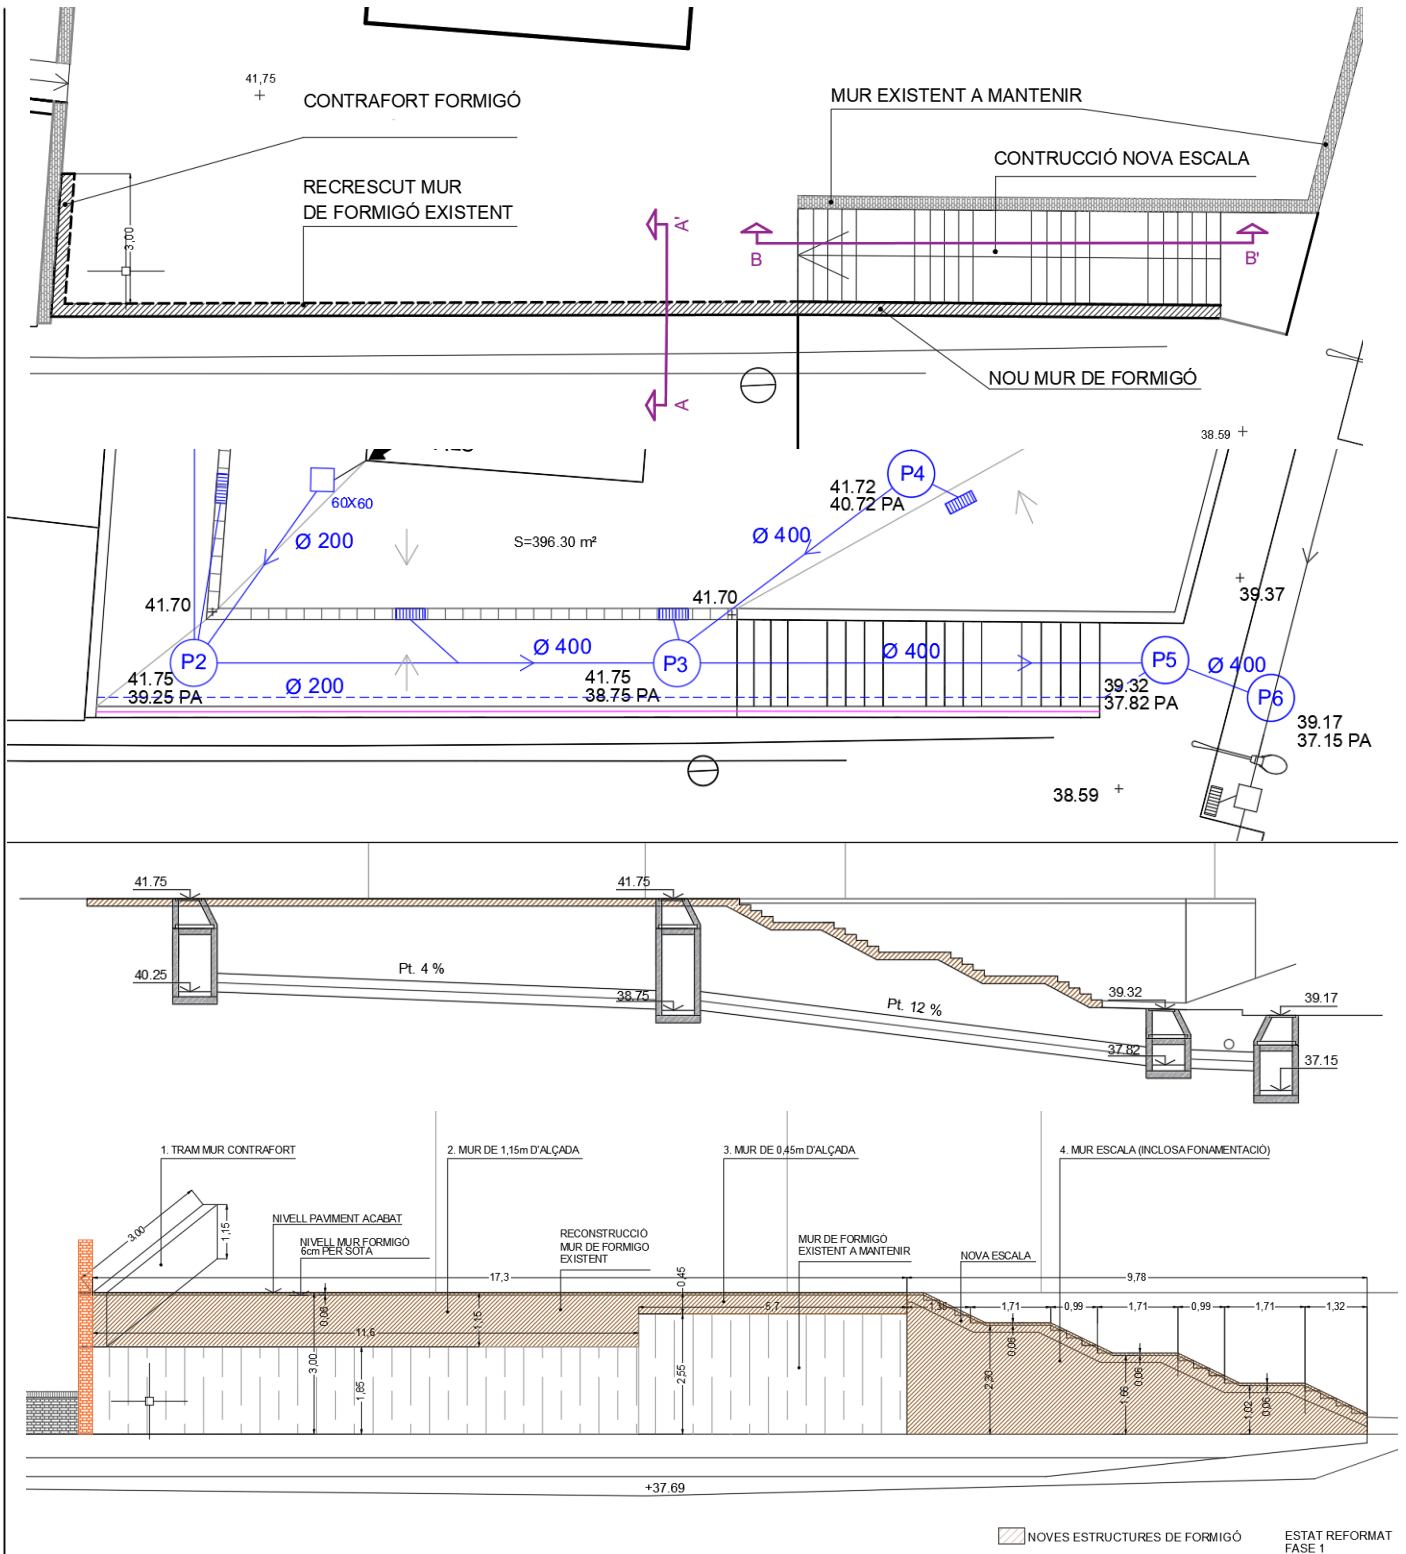 41,75
CONTRAFORT FORMIGÓ
MUR EXISTENT A MANTENIR
CONTRUCCIÓ NOVA ESCALA
RECRESCUT MUR
DE FORMIGÓ EXISTENT
3,00
A'
B
B'
A
NOU MUR DE FORMIGÓ
38.59
60X60
Ø 200
S=396.30 m²
P4
41.72
40.72 PA
Ø 400
41.70
41.70
39.37
P2
Ø 400
P3
Ø 400
P5
Ø 400
P6
41.75
39.25 PA
Ø 200
41.75
38.75 PA
39.32
37.82 PA
39.17
37.15 PA
38.59
41.75
41.75
40.25
Pt. 4 %
38.75
Pt. 12 %
39.32
39.17
37.82
37.15
1. TRAM MUR CONTRAFORT
2. MUR DE 1,15m D'ALÇADA
3. MUR DE 0,45m D'ALÇADA
4. MUR ESCALA (INCLOSA FONAMENTACIÓ)
3,00
1,15
NIVELL PAVIMENT ACABAT
NIVELL MUR FORMIGÓ
6cm PER SOTA
RECONSTRUCCIÓ
MUR DE FORMIGO
EXISTENT
MUR DE FORMIGÓ
EXISTENT A MANTENIR
NOVA ESCALA
17,3
0,45
9,78
0,06
1,15
5,7
1,35
1,71
0,99
1,71
0,99
1,71
1,32
11,6
3,00
1,85
2,55
2,30
0,06
1,66
0,06
1,02
0,06
+37.69
NOVES ESTRUCTURES DE FORMIGÓ
ESTAT REFORMAT
FASE 1